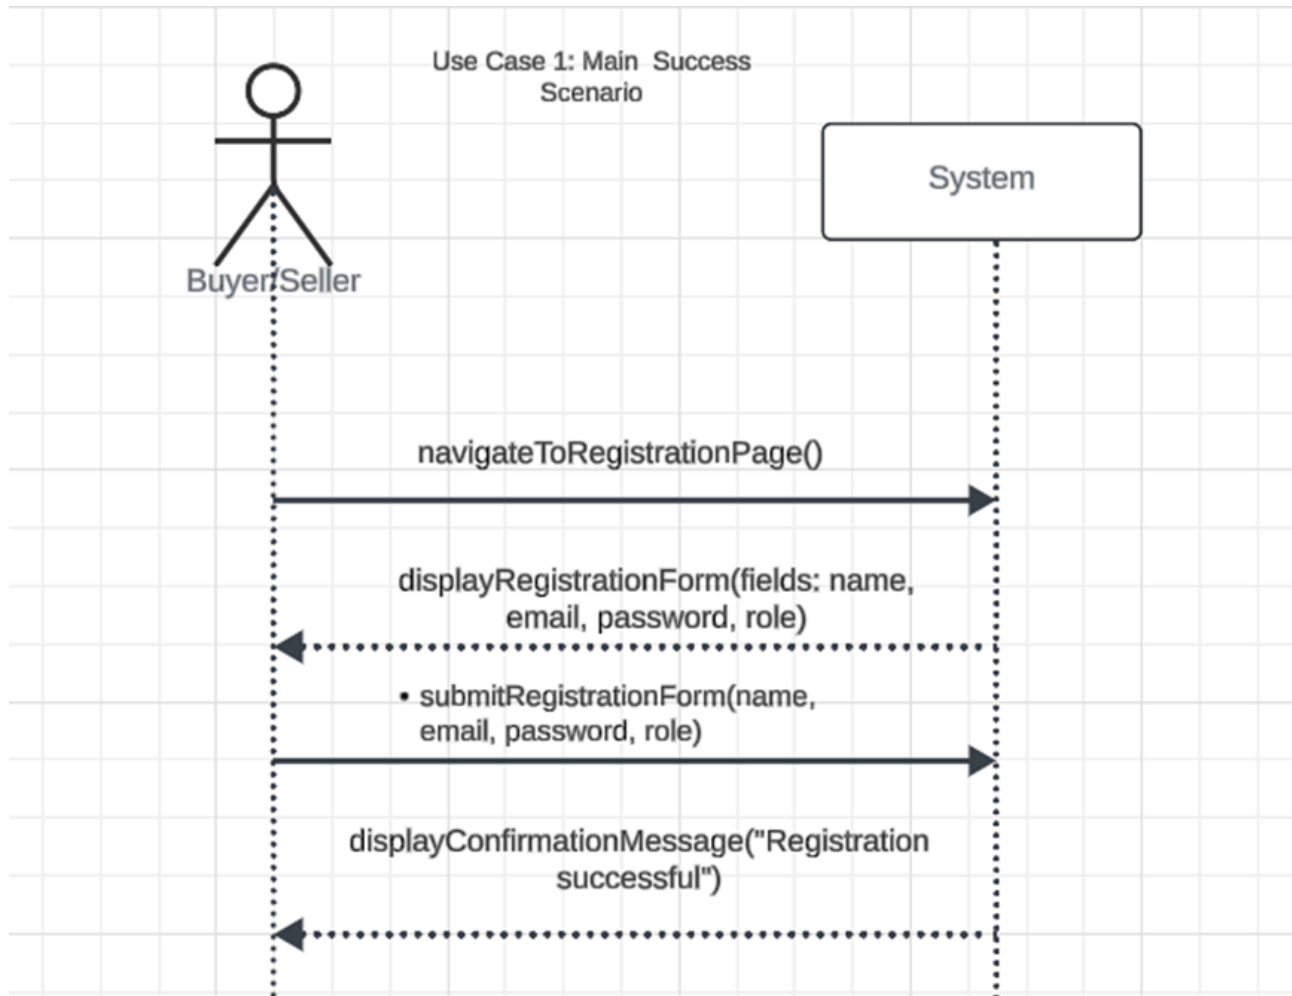 Use Case 1: Main  Success
Scenario
System
Buyer/Seller
navigateToRegistrationPage()
displayRegistrationForm(fields: name,
email, password, role)
• submitRegistrationForm(name,
email, password, role)
displayConfirmationMessage("Registration
successful")